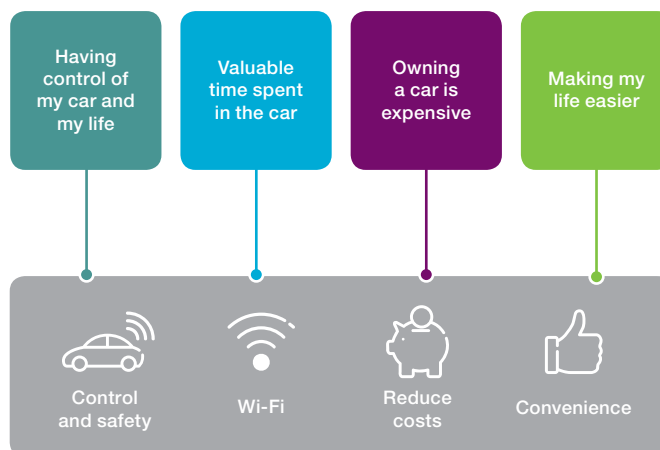 Having
control of
my car and
my life
Valuable
time spent
in the car
Owning
a car is
expensive
Making my
life easier
Control
and safety
Wi-Fi
Reduce
costs
Convenience